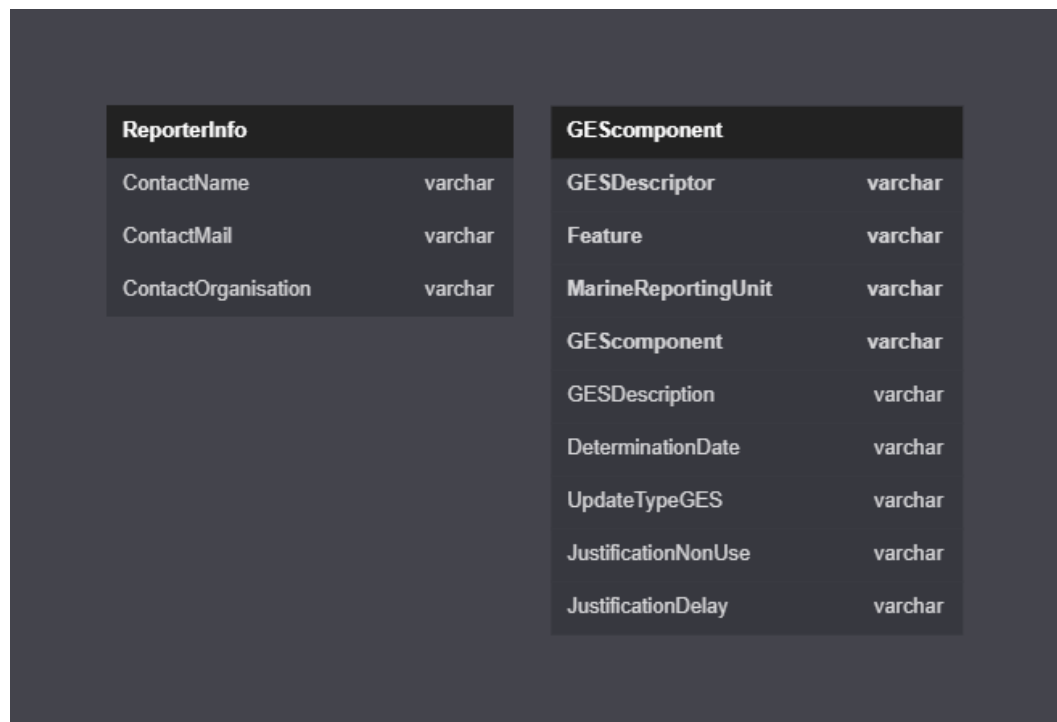 ReporterInfo
ContactName varchar
ContactMail varchar
ContactOrganisation varchar
GEScomponent
GESDescriptor varchar
Feature varchar
MarineReportingUnit varchar
GEScomponent varchar
GESDescription varchar
DeterminationDate varchar
UpdateTypeGES varchar
JustificationNonUse varchar
JustificationDelay varchar